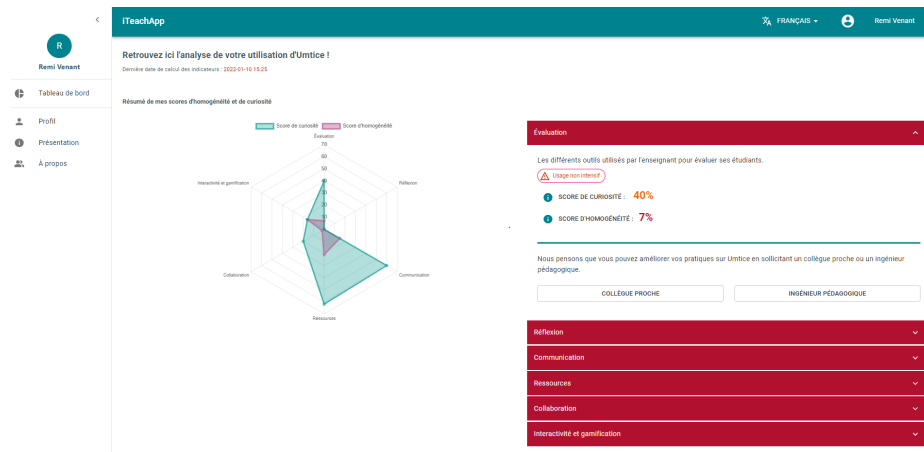 iTeachApp
FRANÇAIS
Remi Venant
R
Remi Venant
Tableau de bord
Profil
Présentation
À propos
Retrouvez ici l'analyse de votre utilisation d'Umtice !
Dernière date de calcul des indicateurs : 2022-01-10 15:25
Résumé de mes scores d'homogénéité et de curiosité
Score de curiosité Score d'homogénéité
Évaluation
70
60
50
40
30
20
10
Interactivité et gamification
Réflexion
Collaboration
Communication
Ressources
Évaluation
Les différents outils utilisés par l'enseignant pour évaluer ses étudiants.
Usage non intensif
SCORE DE CURIOSITÉ : 40%
SCORE D'HOMOGÉNÉITÉ : 7%
Nous pensons que vous pouvez améliorer vos pratiques sur Umtice en sollicitant un collègue proche ou un ingénieur
pédagogique.
COLLÈGUE PROCHE
INGÉNIEUR PÉDAGOGIQUE
Réflexion
Communication
Ressources
Collaboration
Interactivité et gamification